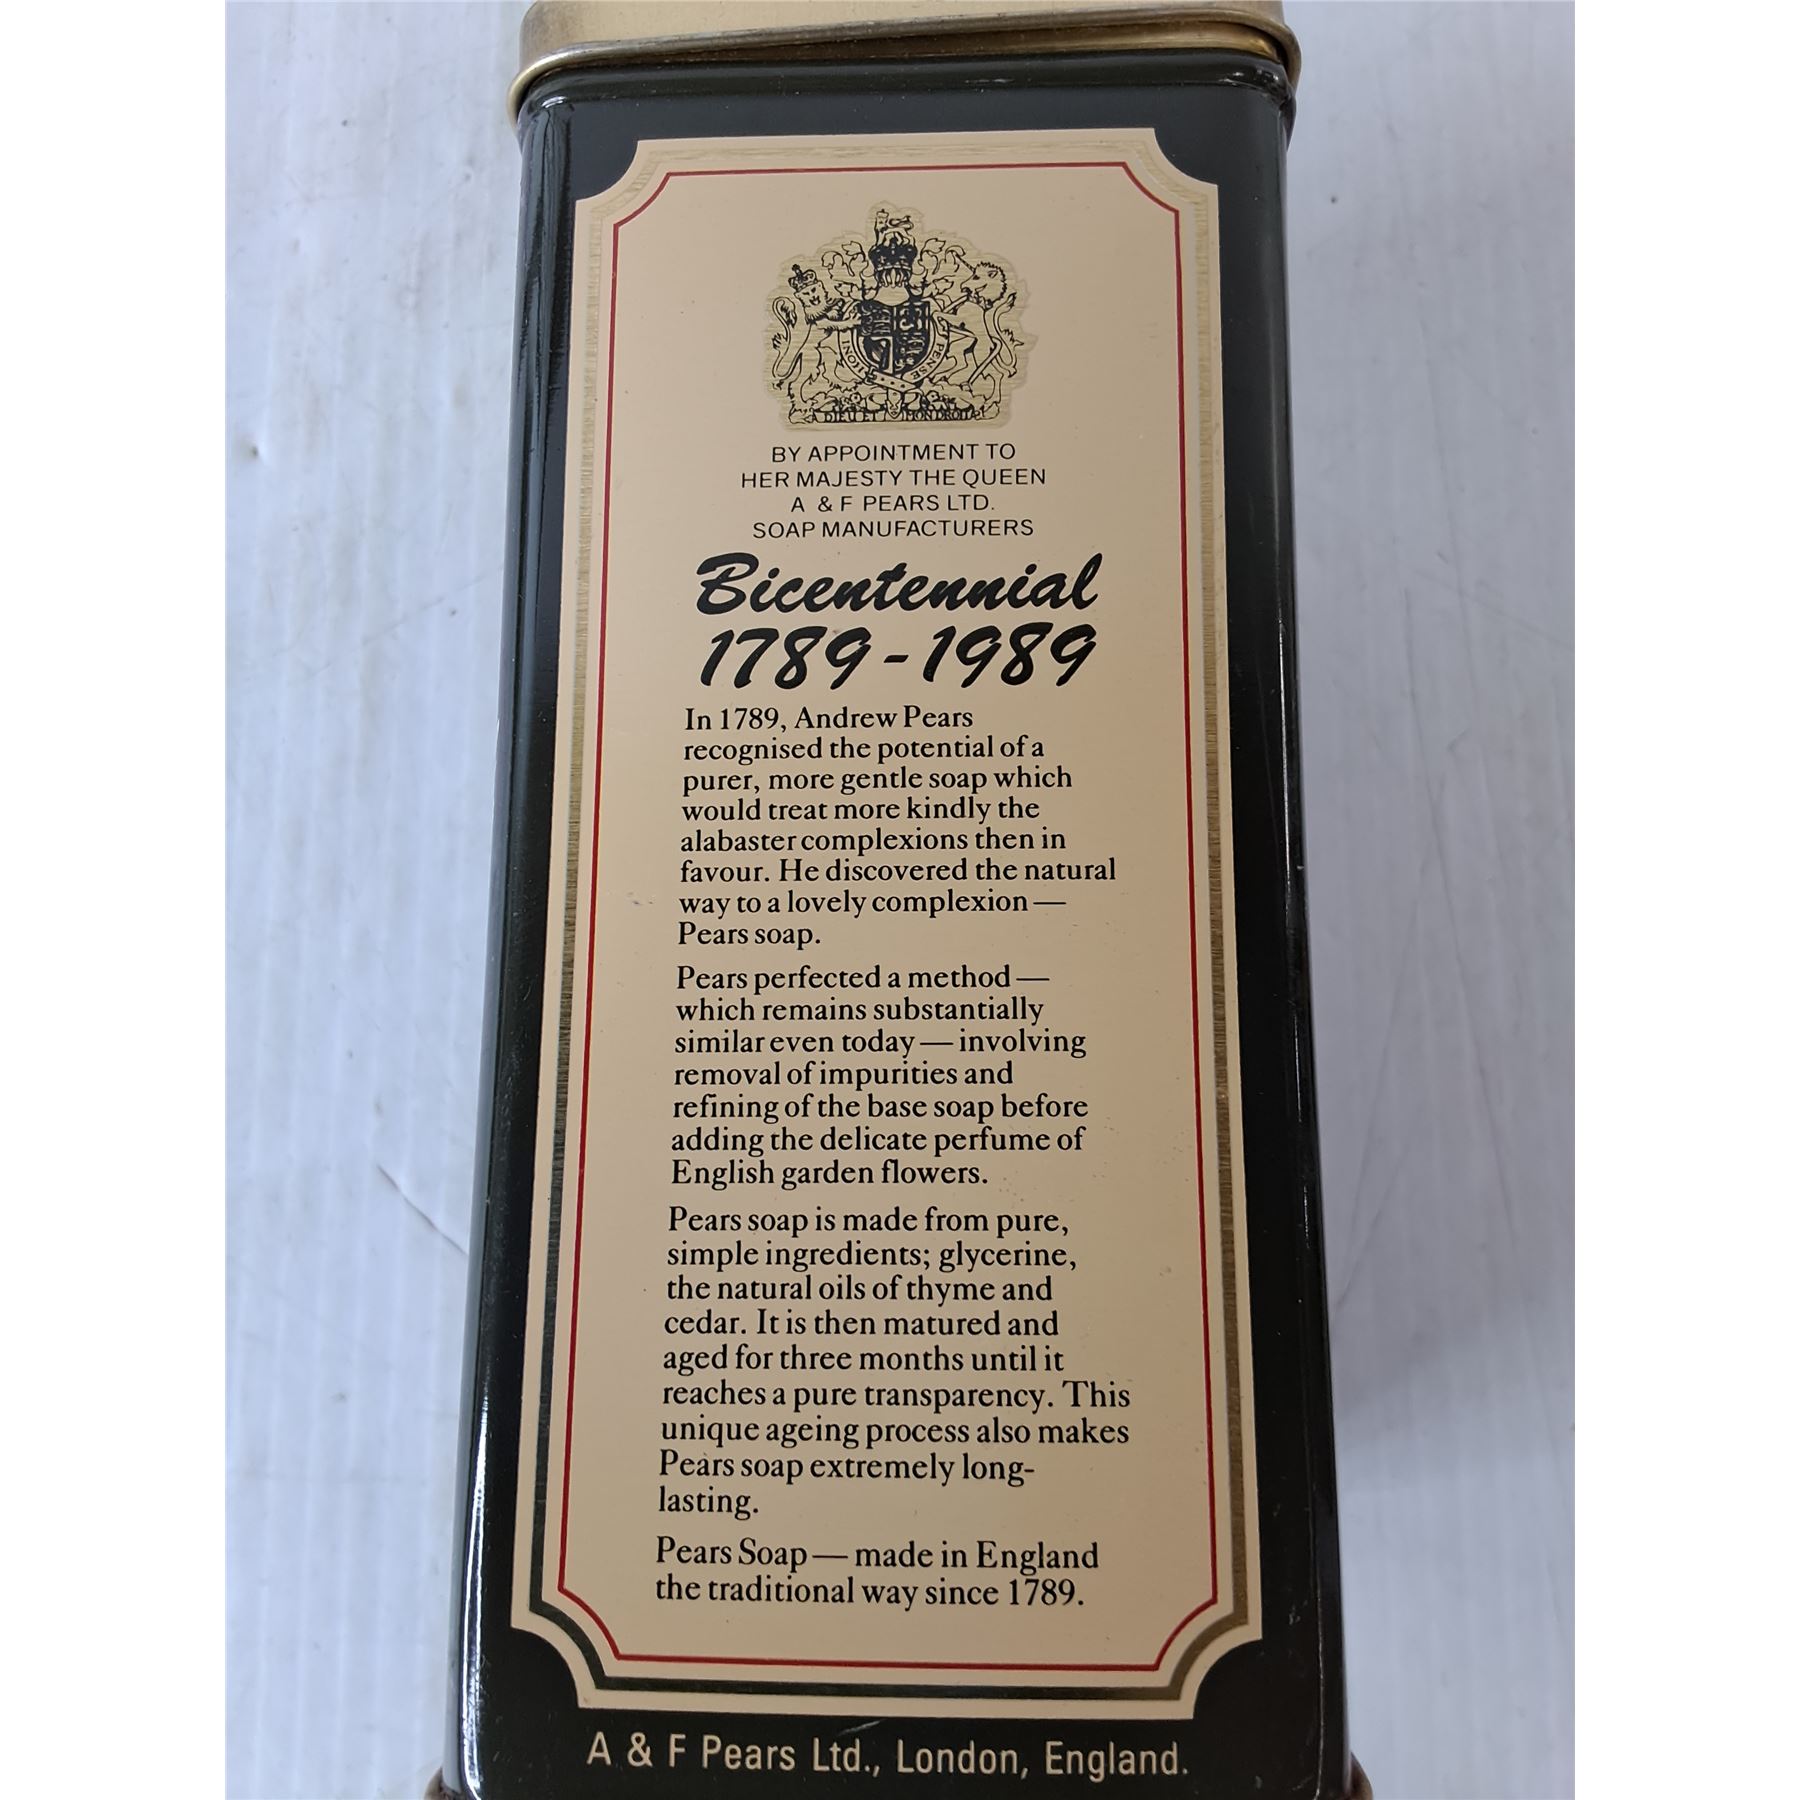 INOIS
PENSE
DIEU ET MON DROIT
BY APPOINTMENT TO
HER MAJESTY THE QUEEN
A & F PEARS LTD.
SOAP MANUFACTURERS
Bicentennial
1789-1989
In 1789, Andrew Pears
recognised the potential of a
purer, more gentle soap which
would treat more kindly the
alabaster complexions then in
favour. He discovered the natural
way to a lovely complexion —
Pears soap.
Pears perfected a method —
which remains substantially
similar even today — involving
removal of impurities and
refining of the base soap before
adding the delicate perfume of
English garden flowers.
Pears soap is made from pure,
simple ingredients; glycerine,
the natural oils of thyme and
cedar. It is then matured and
aged for three months until it
reaches a pure transparency. This
unique ageing process also makes
Pears soap extremely long-
lasting.
Pears Soap — made in England
the traditional way since 1789.
A & F Pears Ltd., London, England.